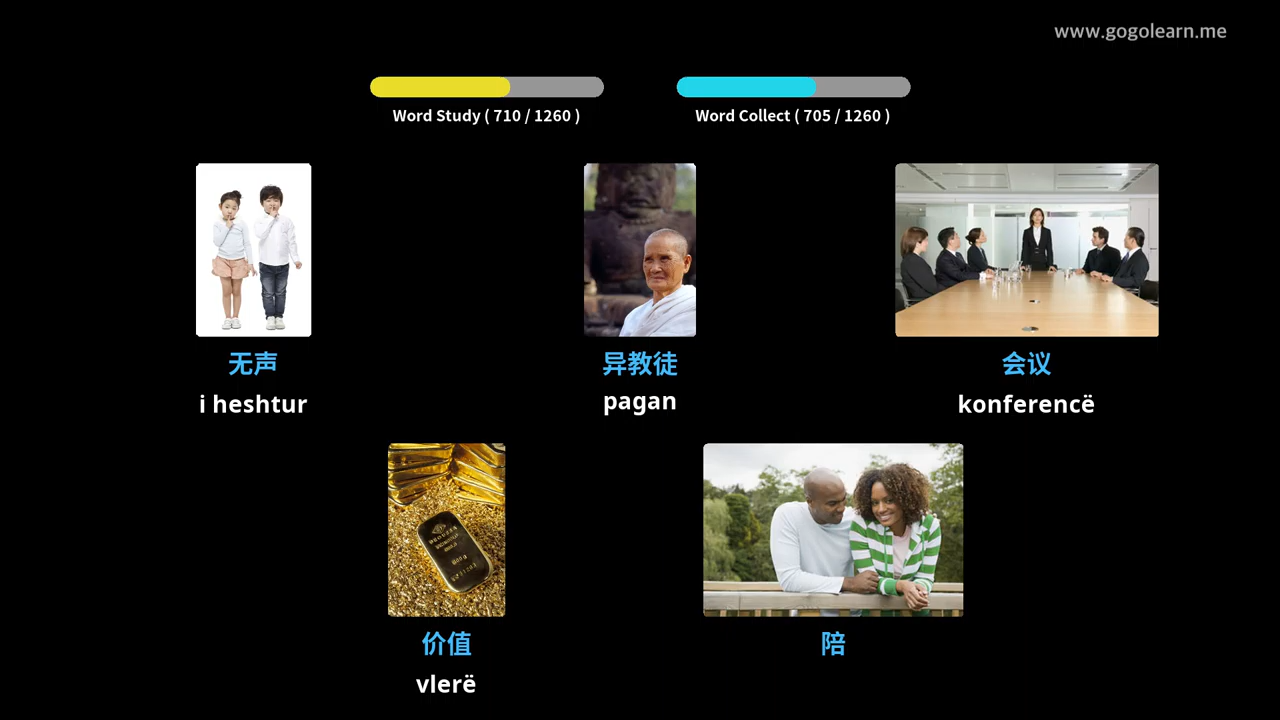 www.gogolearn.me
Word Study ( 710 / 1260 )
Word Collect ( 705 / 1260 )
无声
i heshtur
异教徒
pagan
会议
konferencë
价值
vlerë
陪